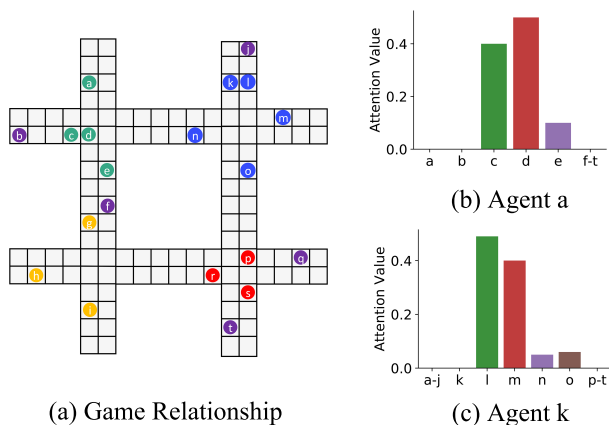 j
a
k l
m
b c d n
e o
f
g
p q
h r
s
i
t
(a) Game Relationship
Attention Value
0.4
0.2
0.0
a b c d e f-t
(b) Agent a
Attention Value
0.4
0.2
0.0
a-j k l m n o p-t
(c) Agent k